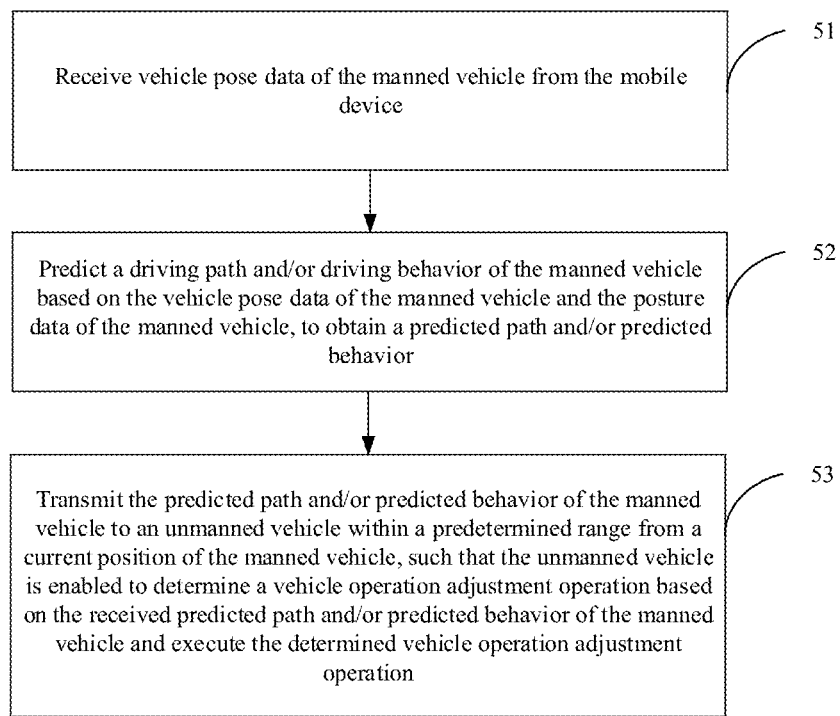 51
Receive vehicle pose data of the manned vehicle from the mobile
device
52
Predict a driving path and/or driving behavior of the manned vehicle
based on the vehicle pose data of the manned vehicle and the posture
data of the manned vehicle, to obtain a predicted path and/or predicted
behavior
53
Transmit the predicted path and/or predicted behavior of the manned
vehicle to an unmanned vehicle within a predetermined range from a
current position of the manned vehicle, such that the unmanned vehicle
is enabled to determine a vehicle operation adjustment operation based
on the received predicted path and/or predicted behavior of the manned
vehicle and execute the determined vehicle operation adjustment
operation